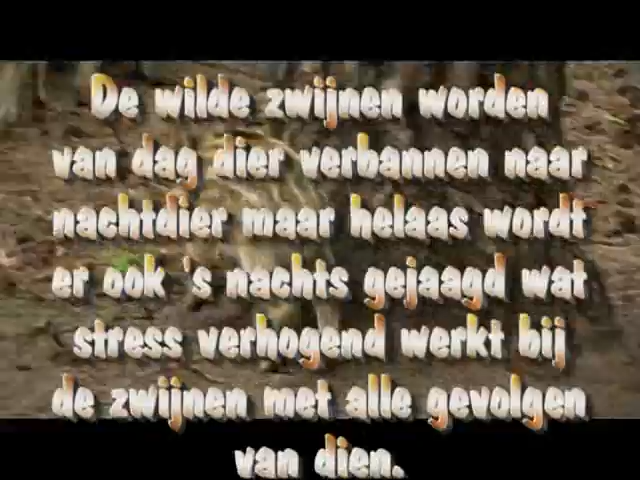 De wilde zwijnen worden
van dag dier verbannen naar
nachtdier maar helaas wordt
er ook 's nachts gejaagd wat
stress verhogend werkt bij
de zwijnen met alle gevolgen
van dien.